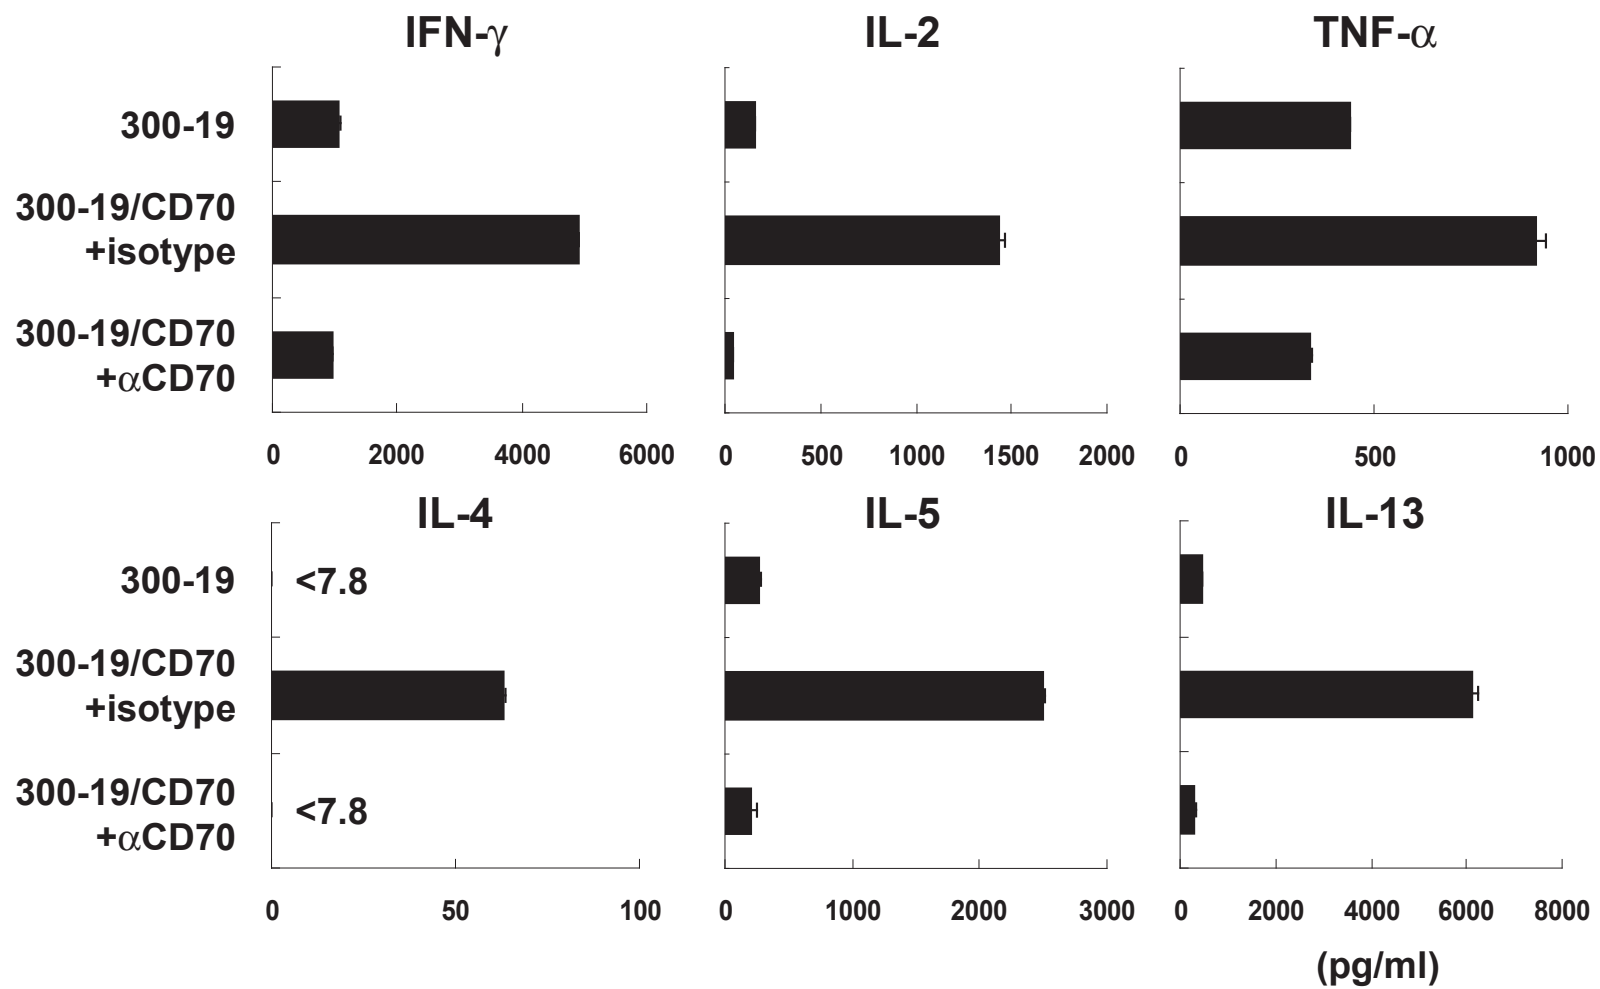 IFN-γ IL-2 TNF-α
300-19
300-19/CD70
+isotype
300-19/CD70
+αCD70
0 2000 4000 6000 0 500 1000 1500 2000 0 500 1000
IL-4 IL-5 IL-13
300-19 <7.8
300-19/CD70
+isotype
300-19/CD70
+αCD70 <7.8
0 50 100 0 1000 2000 3000 0 2000 4000 6000 8000
(pg/ml)